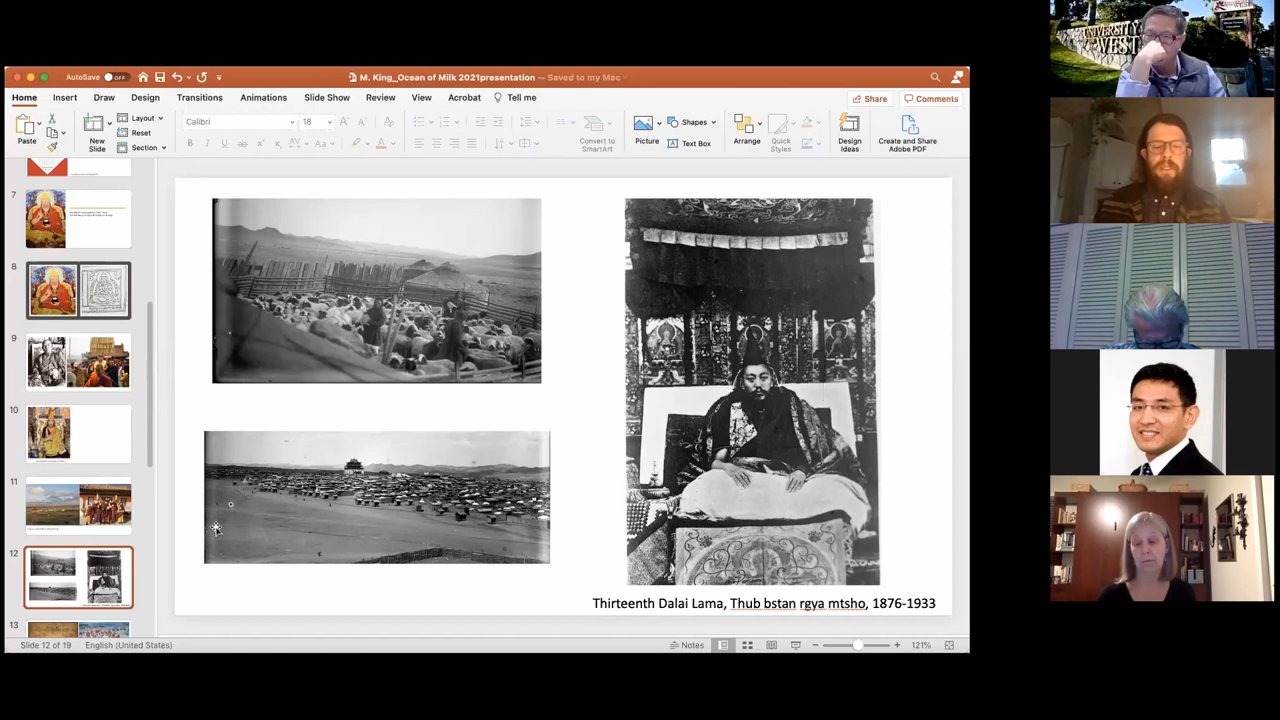 AutoSave OFF
M. King_Ocean of Milk 2021presentation — Saved to my Mac
Home Insert Draw Design Transitions Animations Slide Show Review View Acrobat Tell me
Share Comments
Paste
New Slide
Layout
Reset
Section
Calibri 18
Convert to SmartArt
Picture
Shapes
Text Box
Arrange
Quick Styles
Design Ideas
Create and Share Adobe PDF
7
8
9
10
11
12
13
Thirteenth Dalai Lama, Thub bstan rgya mtsho, 1876-1933
Slide 12 of 19 English (United States)
Notes
121%
UNIVERSITY
WEST